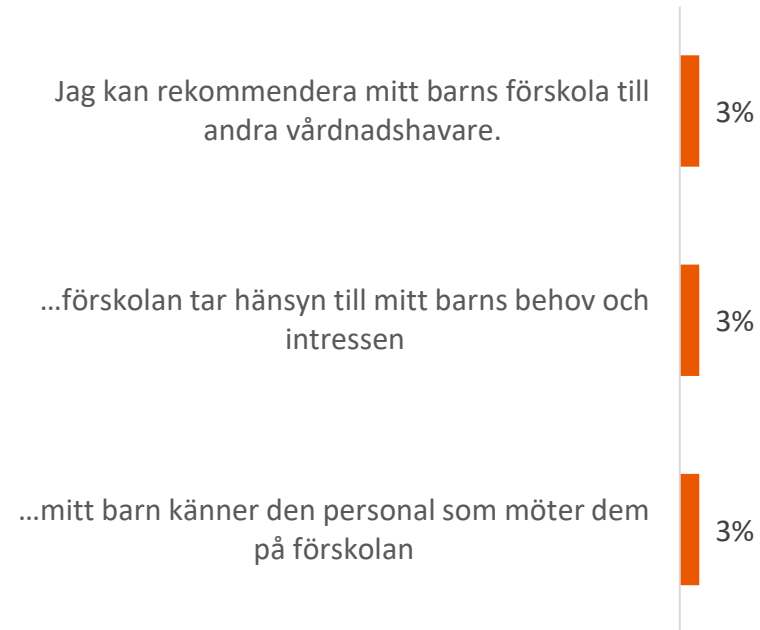 Jag kan rekommendera mitt barns förskola till
andra vårdnadshavare.
3%
...förskolan tar hänsyn till mitt barns behov och
intressen
3%
...mitt barn känner den personal som möter dem
på förskolan
3%